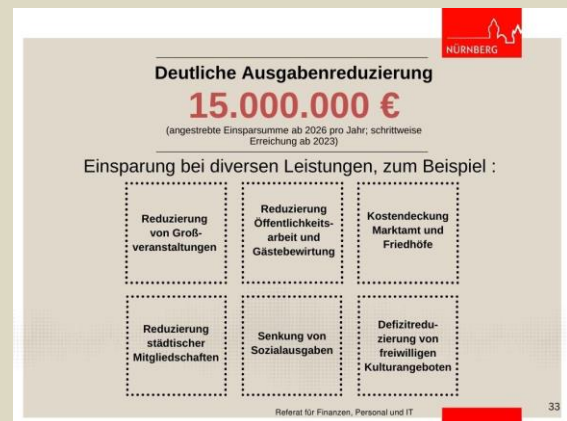 NÜRNBERG
Deutliche Ausgabenreduzierung
15.000.000 €
(angestrebte Einsparsumme ab 2026 pro Jahr; schrittweise
Erreichung ab 2023)
Einsparung bei diversen Leistungen, zum Beispiel :
Reduzierung
von Groß-
veranstaltungen
Reduzierung
Öffentlichkeits-
arbeit und
Gästebewirtung
Kostendeckung
Marktamt und
Friedhöfe
Reduzierung
städtischer
Mitgliedschaften
Senkung von
Sozialausgaben
Defizitredu-
zierung von
freiwilligen
Kulturangeboten
Referat für Finanzen, Personal und IT
33